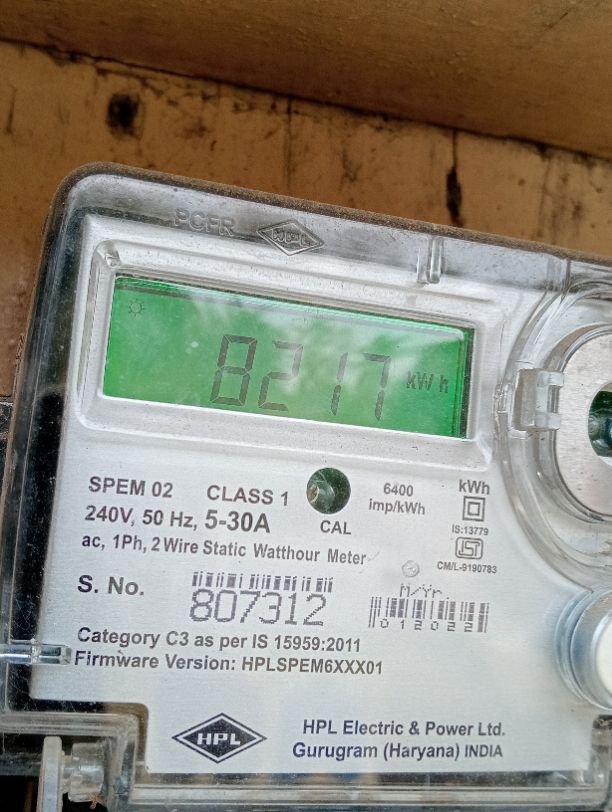 PCFR HPL
8217 kWh
SPEM 02 CLASS 1
6400 imp/kWh
kWh
240V, 50 Hz, 5-30A
CAL
IS:13779
ac, 1Ph, 2 Wire Static Watthour Meter
CM/L-9190783
S. No.
807312
M/Yr.
012022
Category C3 as per IS 15959:2011
Firmware Version: HPLSPEM6XXX01
HPL
HPL Electric & Power Ltd.
Gurugram (Haryana) INDIA